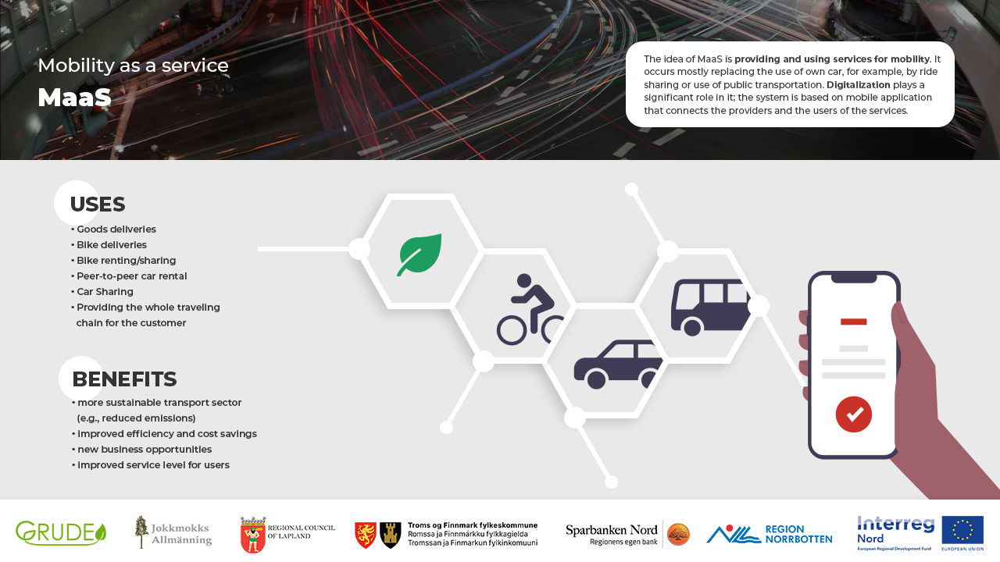 Mobility as a service
MaaS
The idea of MaaS is providing and using services for mobility. It
occurs mostly replacing the use of own car, for example, by ride
sharing or use of public transportation. Digitalization plays a
significant role in it; the system is based on mobile application
that connects the providers and the users of the services.
USES
• Goods deliveries
• Bike deliveries
• Bike renting/sharing
• Peer-to-peer car rental
• Car Sharing
• Providing the whole traveling
chain for the customer
BENEFITS
• more sustainable transport sector
(e.g., reduced emissions)
• Improved efficiency and cost savings
• new business opportunities
• Improved service level for users
GRUDE
Jokkmokks
Allmänning
REGIONAL COUNCIL
OF LAPLAND
Troms og Finnmark fylkeskommune
Romssa ja Finnmárkku fylkkagielda
Tromssan ja Finmarkun fylkinkomuuni
Sparbanken Nord
Regionens egen bank
REGION
NORRBOTTEN
Interreg
Nord
European Regional Development Fund
EUROPEAN UNION